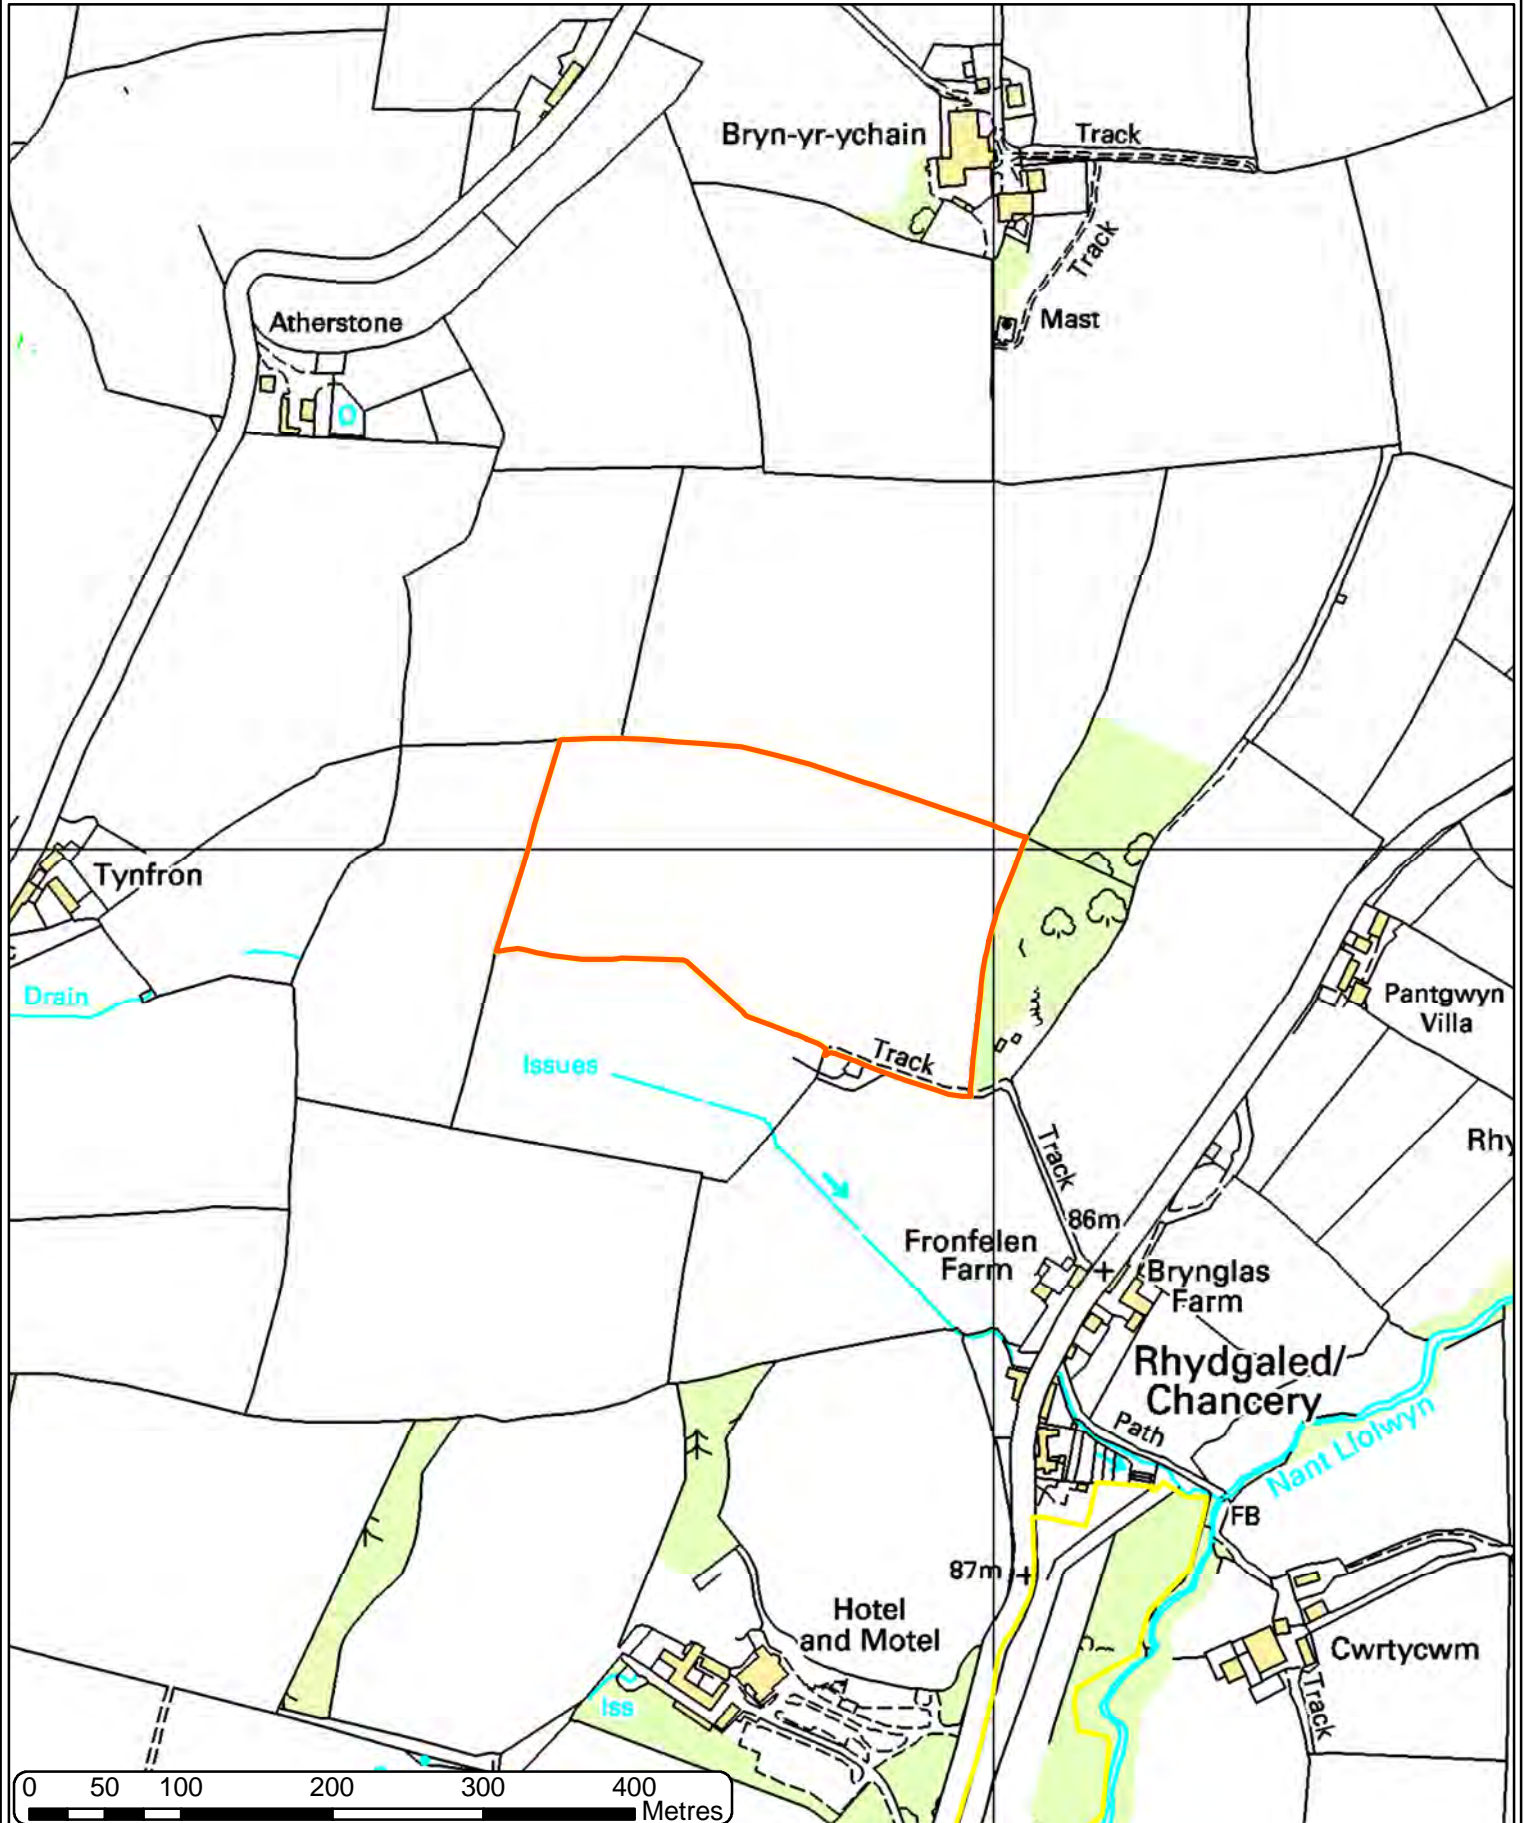 Bryn-yr-ychain
Track
Track
Mast
Atherstone
Tynfron
Drain
Issues
Track
Pantgwyn
Villa
Track
Rhy
86m
Fronfelen
Farm
Brynglas
Farm
Rhydgaled/
Chancery
Path
Nant Llolwyn
FB
87m
Hotel
and Motel
Cwrtycwm
Track
Iss
0 50 100 200 300 400
Metres